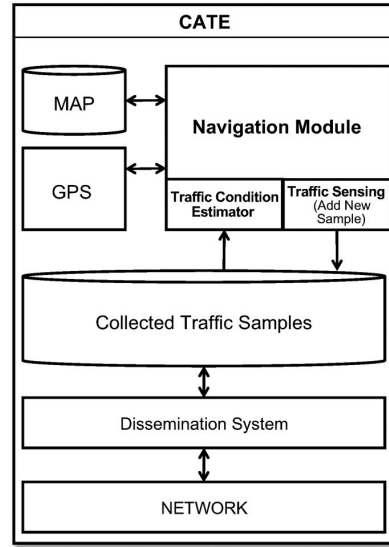 CATE
MAP
GPS
Navigation Module
Traffic Condition
Estimator
Traffic Sensing
(Add New
Sample)
Collected Traffic Samples
Dissemination System
NETWORK